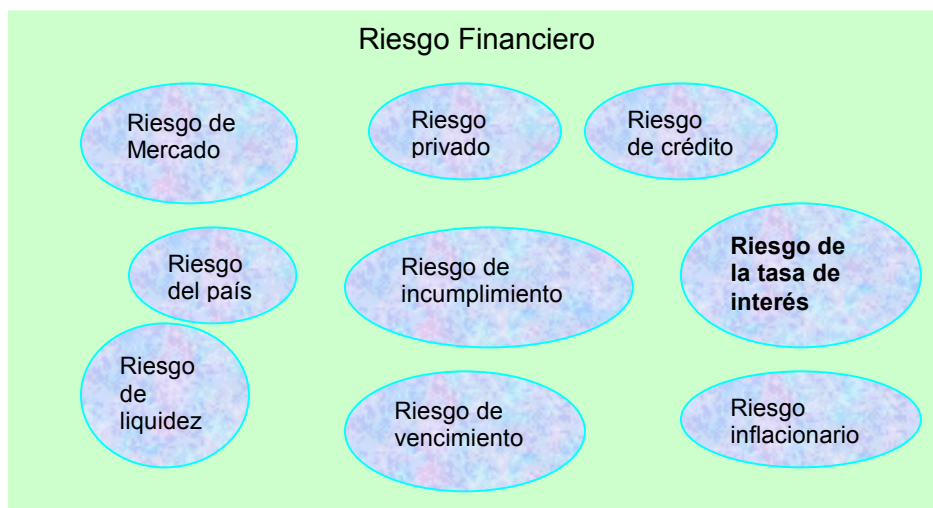 Riesgo Financiero
Riesgo de
Mercado
Riesgo
privado
Riesgo
de crédito
Riesgo
del país
Riesgo de
incumplimiento
Riesgo de
la tasa de
interés
Riesgo
de
liquidez
Riesgo de
vencimiento
Riesgo
inflacionario